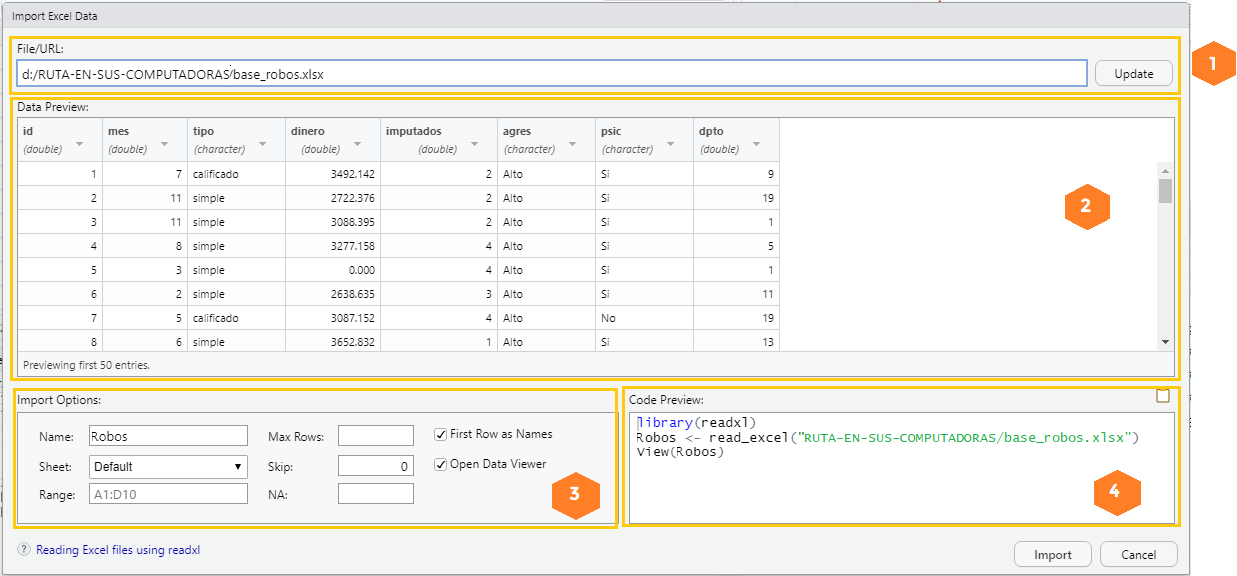 Import Excel Data
File/URL:
d:/RUTA-EN-SUS-COMPUTADORAS/base_robos.xlsx
Update
1
Data Preview:
id mes tipo dinero imputados agres psic dpto
(double) (double) (character) (double) (double) (character) (character) (double)
1 7 calificado 3492.142 2 Alto Si 9
2 11 simple 2722.376 2 Alto Si 19
3 11 simple 3088.395 2 Alto Si 1
4 8 simple 3277.158 4 Alto Si 5
5 3 simple 0.000 4 Alto Si 1
6 2 simple 2638.635 3 Alto Si 11
7 5 calificado 3087.152 4 Alto No 19
8 6 simple 3652.832 1 Alto Si 13
2
Previewing first 50 entries.
Import Options:
Name: Robos Max Rows: First Row as Names
Sheet: Default Skip: 0 Open Data Viewer
Range: A1:D10 NA:
3
Code Preview:
library(readxl)
Robos <- read_excel("RUTA-EN-SUS-COMPUTADORAS/base_robos.xlsx")
View(Robos)
4
? Reading Excel files using readxl
Import Cancel